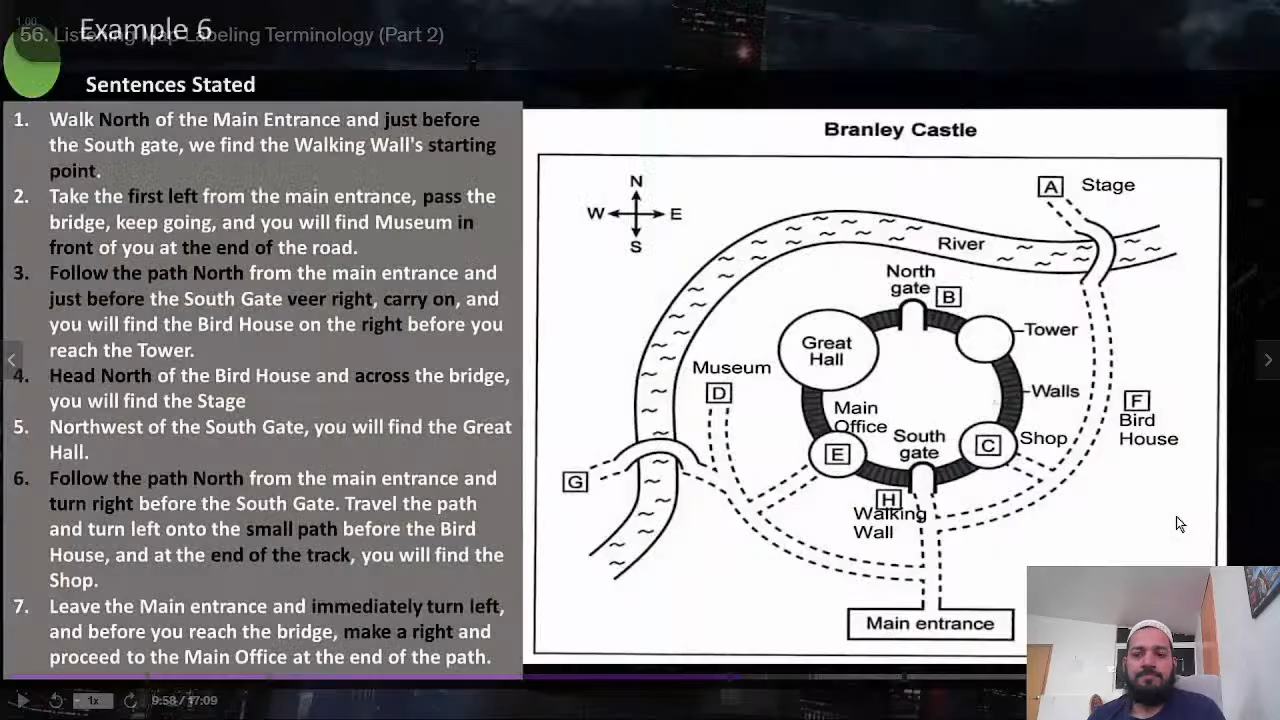 1.00
Example 6
56. Listening Map Labeling Terminology (Part 2)
Sentences Stated
1. Walk North of the Main Entrance and just before
the South gate, we find the Walking Wall's starting
point.
2. Take the first left from the main entrance, pass the
bridge, keep going, and you will find Museum in
front of you at the end of the road.
3. Follow the path North from the main entrance and
just before the South Gate veer right, carry on, and
you will find the Bird House on the right before you
reach the Tower.
4. Head North of the Bird House and across the bridge,
you will find the Stage
5. Northwest of the South Gate, you will find the Great
Hall.
6. Follow the path North from the main entrance and
turn right before the South Gate. Travel the path
and turn left onto the small path before the Bird
House, and at the end of the track, you will find the
Shop.
7. Leave the Main entrance and immediately turn left,
and before you reach the bridge, make a right and
proceed to the Main Office at the end of the path.
Branley Castle
N
W E
S
A Stage
River
North
gate B
Great
Hall
Tower
Museum
D
Walls
Main
Office
F
Bird
House
South
gate
Shop
C
E
G
H
Walking
Wall
Main entrance
1x
9:58 / 17:09